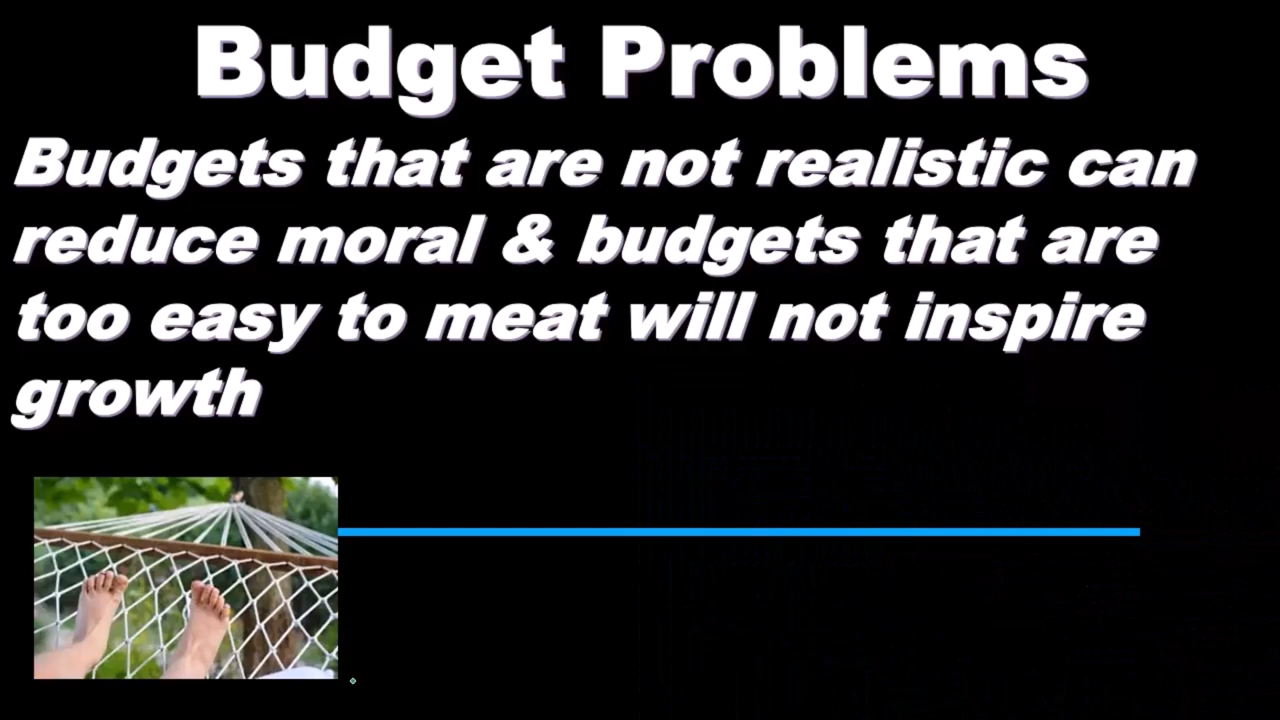 Budget Problems
Budgets that are not realistic can
reduce moral & budgets that are
too easy to meat will not inspire
growth